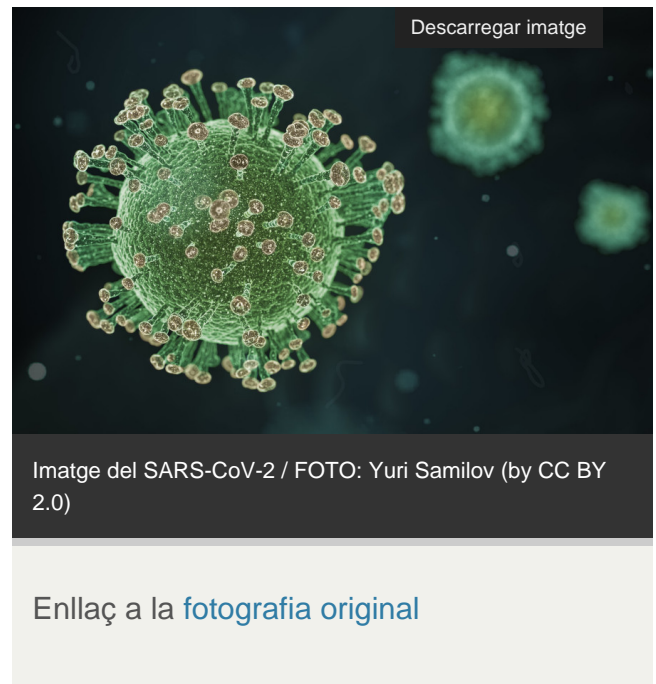 Descarregar imatge
Imatge del SARS-CoV-2 / FOTO: Yuri Samilov (by CC BY
2.0)
Enllaç a la fotografia original